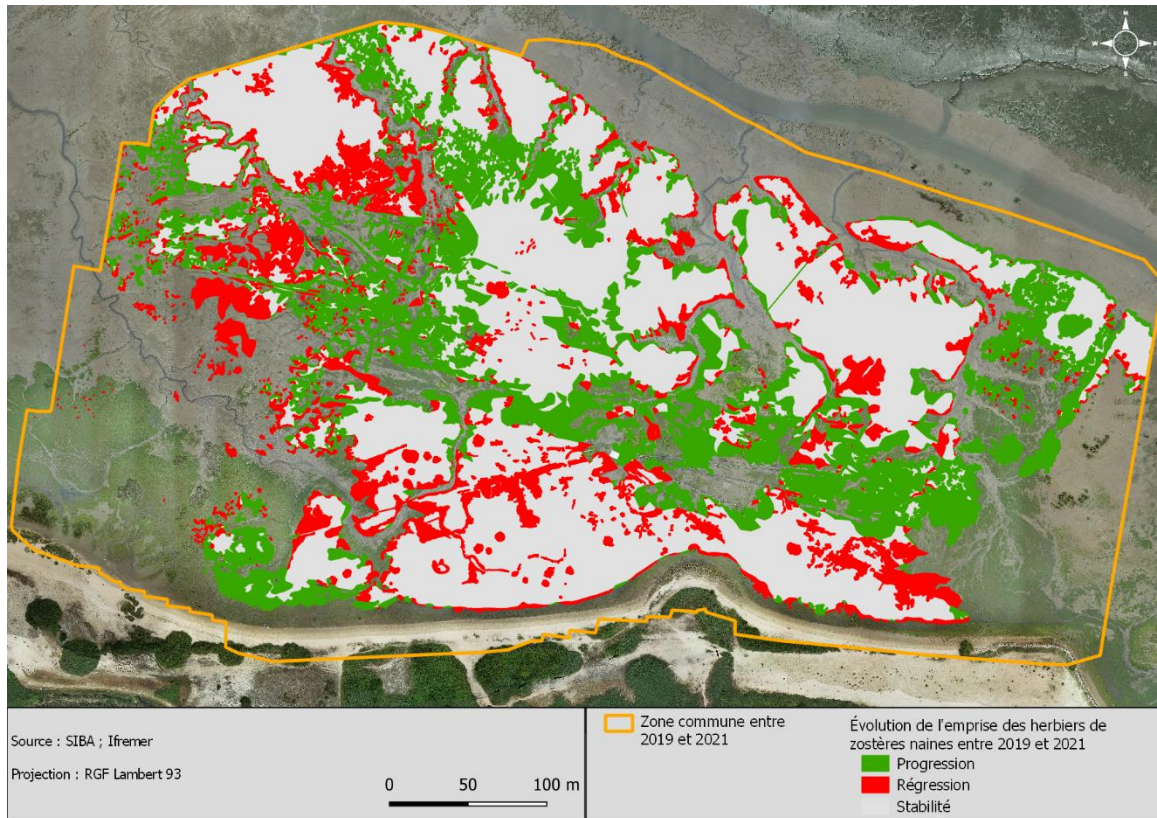 N
W
E
S
Source : SIBA ; Ifremer
Projection : RGF Lambert 93
0 50 100 m
Zone commune entre
2019 et 2021
Évolution de l'emprise des herbiers de
zostères naines entre 2019 et 2021
Progression
Régression
Stabilité